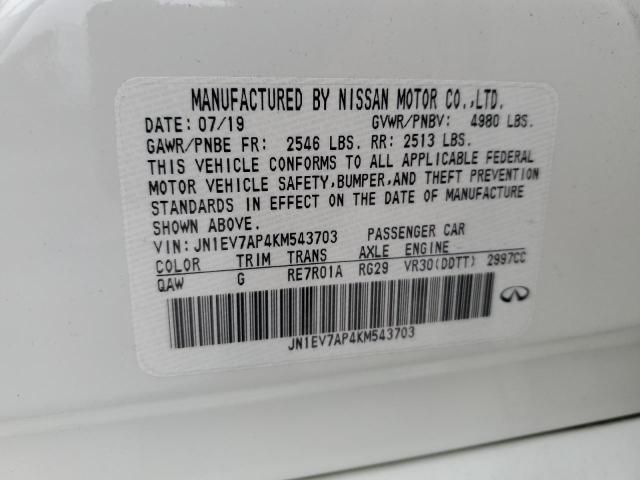 MANUFACTURED BY NISSAN MOTOR CO.,LTD.
DATE: 07/19 GVWR/PNBV: 4980 LBS.
GAWR/PNBE FR: 2546 LBS. RR: 2513 LBS.
THIS VEHICLE CONFORMS TO ALL APPLICABLE FEDERAL
MOTOR VEHICLE SAFETY,BUMPER,AND THEFT PREVENTION
STANDARDS IN EFFECT ON THE DATE OF MANUFACTURE
SHOWN ABOVE.
VIN: JN1EV7AP4KM543703 PASSENGER CAR
COLOR TRIM TRANS AXLE ENGINE
QAW G RE7R01A RG29 VR30(DDTT) 2997CC
JN1EV7AP4KM543703